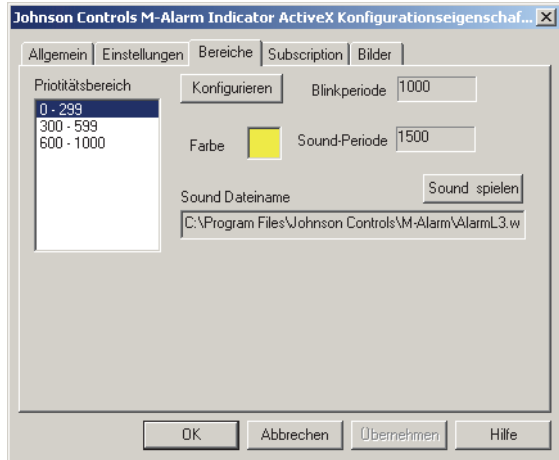 Johnson Controls M-Alarm Indicator ActiveX Konfigurationseigenschaf...
Allgemein Einstellungen Bereiche Subscription Bilder
Priotitätsbereich
0 - 299
300 - 599
600 - 1000
Konfigurieren
Blinkperiode 1000
Farbe
Sound-Periode 1500
Sound spielen
Sound Dateiname
C:\Program Files\Johnson Controls\M-Alarm\AlarmL3.w
OK Abbrechen Übernehmen Hilfe